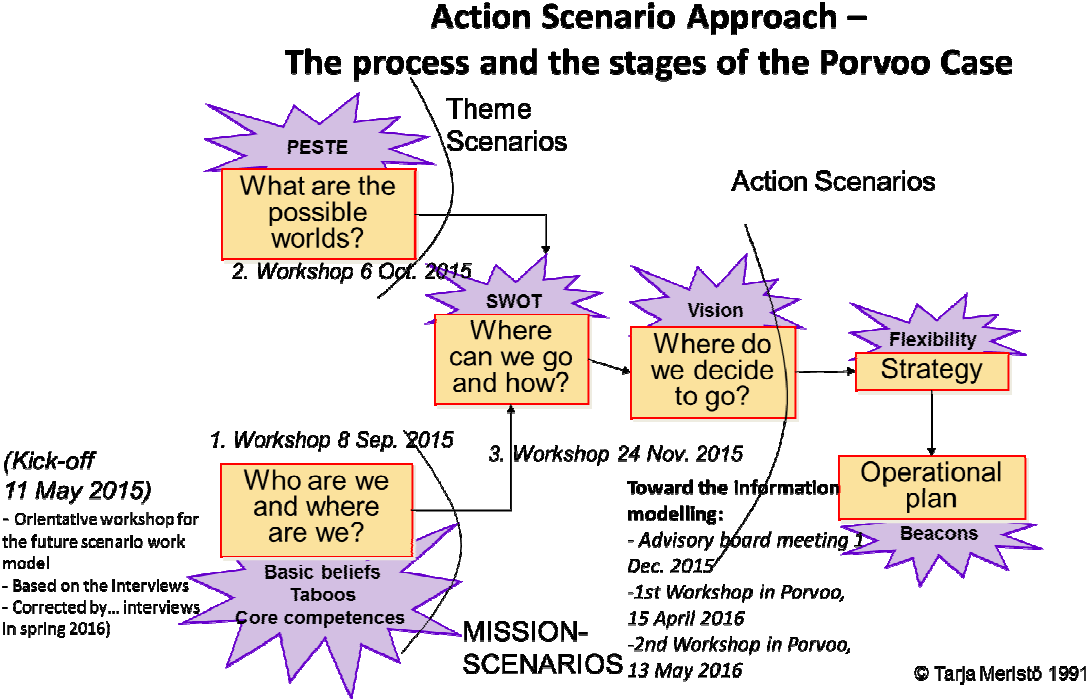 Action Scenario Approach –
The process and the stages of the Porvoo Case
Theme
Scenarios
PESTE
What are the
possible
worlds?
2. Workshop 6 Oct. 2015
Action Scenarios
SWOT
Where
can we go
and how?
Vision
Where do
we decide
to go?
Flexibility
Strategy
Operational
plan
Beacons
1. Workshop 8 Sep. 2015
3. Workshop 24 Nov. 2015
(Kick-off
11 May 2015)
- Orientative workshop for
the future scenario work
model
- Based on the interviews
- Corrected by... interviews
in spring 2016)
Who are we
and where
are we?
Basic beliefs
Taboos
Core competences
MISSION-
SCENARIOS
Toward the information
modelling:
- Advisory board meeting 1
Dec. 2015
-1st Workshop in Porvoo,
15 April 2016
-2nd Workshop in Porvoo,
13 May 2016
© Tarja Meristö 1991